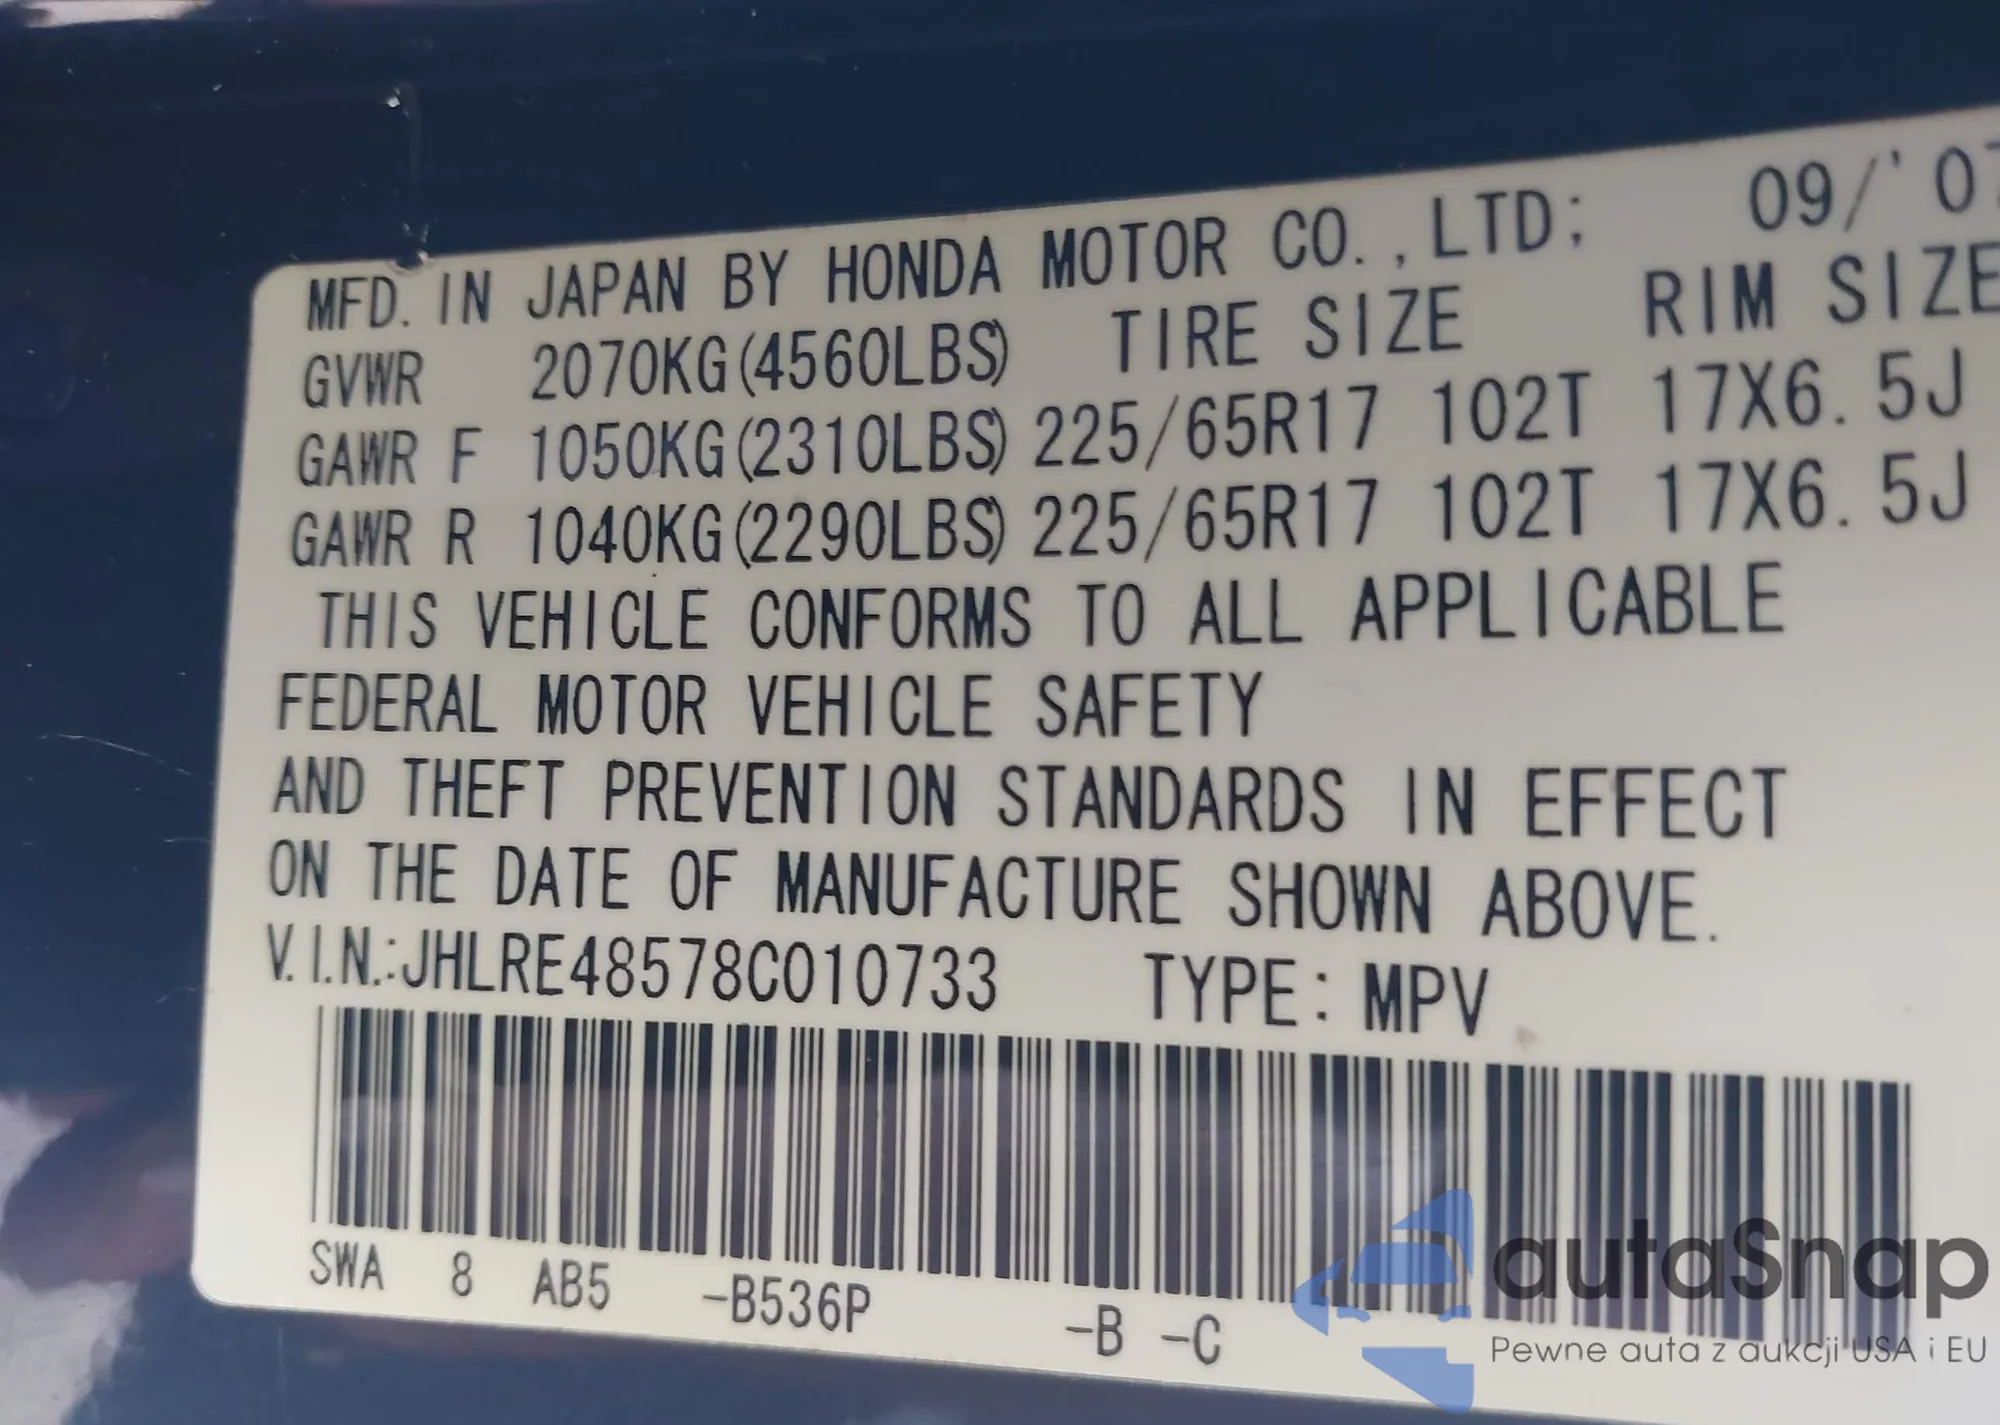 MFD. IN JAPAN BY HONDA MOTOR CO.,LTD; 09/'07
GVWR 2070KG(4560LBS) TIRE SIZE RIM SIZE
GAWR F 1050KG(2310LBS) 225/65R17 102T 17X6.5J
GAWR R 1040KG(2290LBS) 225/65R17 102T 17X6.5J
THIS VEHICLE CONFORMS TO ALL APPLICABLE
FEDERAL MOTOR VEHICLE SAFETY
AND THEFT PREVENTION STANDARDS IN EFFECT
ON THE DATE OF MANUFACTURE SHOWN ABOVE.
V.I.N.:JHLRE48578C010733 TYPE: MPV
SWA 8 AB5 -B536P -B -C
autaSnap
Pewne auta z aukcji USA i EU